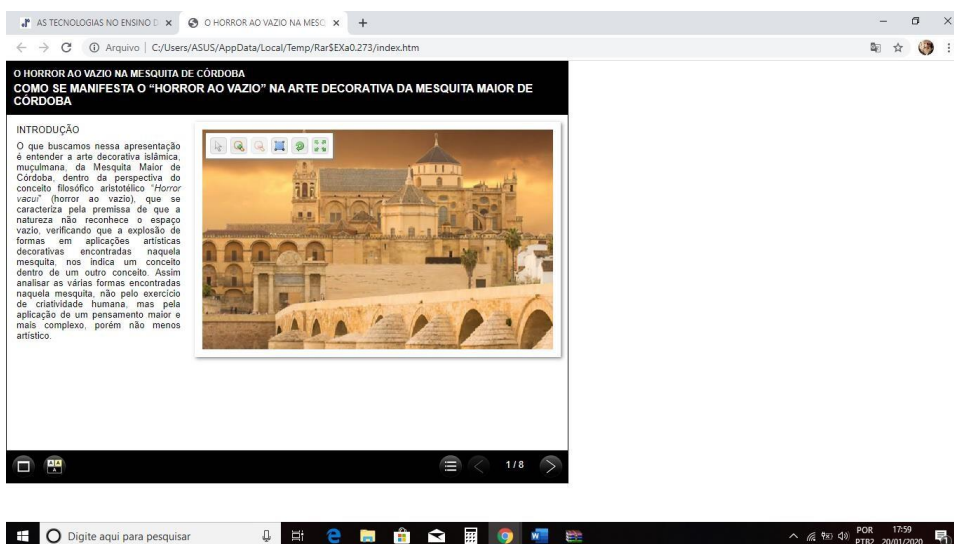 AS TECNOLOGIAS NO ENSINO D
O HORROR AO VAZIO NA MESQ
Arquivo | C:/Users/ASUS/AppData/Local/Temp/Rar$EXa0.273/index.htm
O HORROR AO VAZIO NA MESQUITA DE CÓRDOBA
COMO SE MANIFESTA O “HORROR AO VAZIO” NA ARTE DECORATIVA DA MESQUITA MAIOR DE
CÓRDOBA
INTRODUÇÃO
O que buscamos nessa apresentação
é entender a arte decorativa islâmica,
muçulmana, da Mesquita Maior de
Córdoba, dentro da perspectiva do
conceito filosófico aristotélico “Horror
vacui” (horror ao vazio), que se
caracteriza pela premissa de que a
natureza não reconhece o espaço
vazio, verificando que a explosão de
formas em aplicações artísticas
decorativas encontradas naquela
mesquita, nos indica um conceito
dentro de um outro conceito. Assim
analisar as várias formas encontradas
naquela mesquita, não pelo exercício
de criatividade humana, mas pela
aplicação de um pensamento maior e
mais complexo, porém não menos
artístico.
1 / 8
Digite aqui para pesquisar
POR 17:59
PTB2 20/01/2020